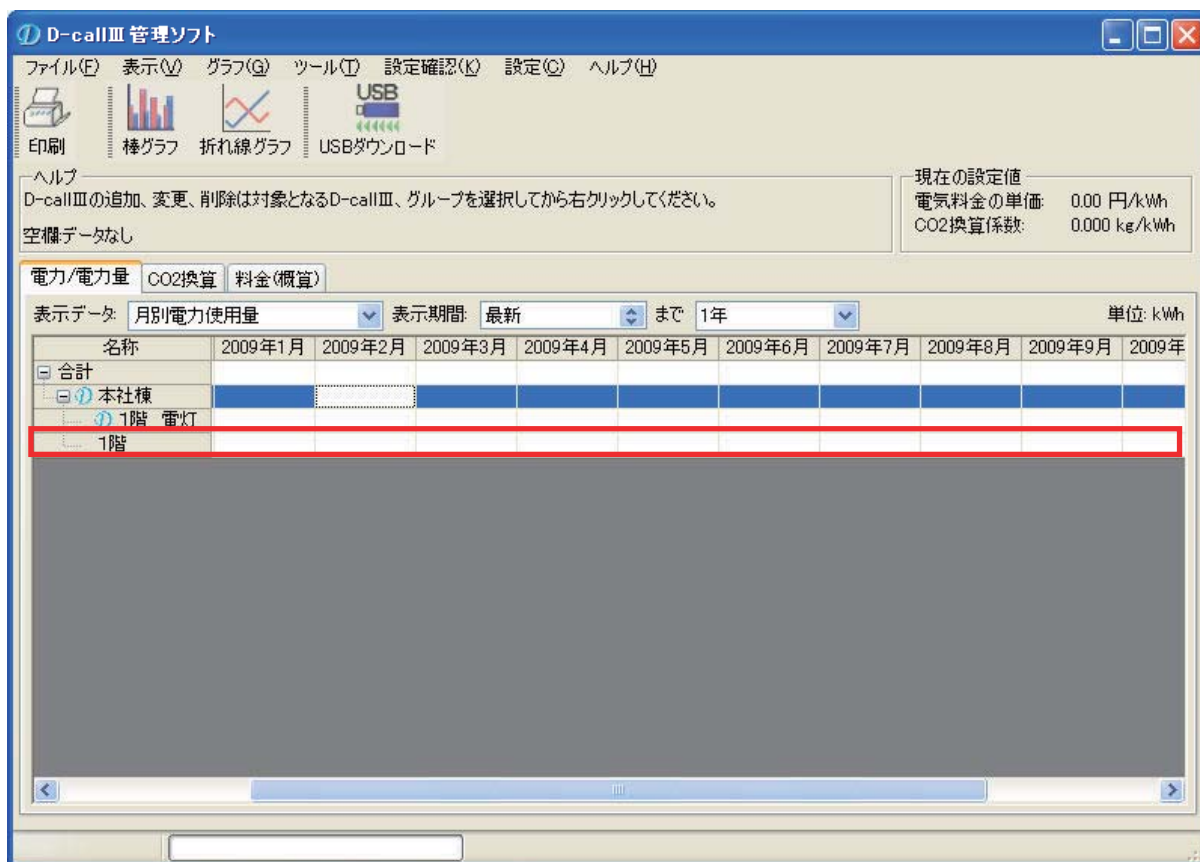 D-callⅢ 管理ソフト
ファイル(F) 表示(V) グラフ(G) ツール(T) 設定確認(K) 設定(C) ヘルプ(H)
USB
印刷 棒グラフ 折れ線グラフ USBダウンロード
ヘルプ
D-callⅢの追加、変更、削除は対象となるD-callⅢ、グループを選択してから右クリックしてください。
空欄:データなし
現在の設定値
電気料金の単価: 0.00 円/kWh
CO2換算係数: 0.000 kg/kWh
電力/電力量 CO2換算 料金(概算)
表示データ: 月別電力使用量 表示期間: 最新 まで 1年 単位: kWh
名称 2009年1月 2009年2月 2009年3月 2009年4月 2009年5月 2009年6月 2009年7月 2009年8月 2009年9月 2009年
合計
本社棟
1階 電灯
1階